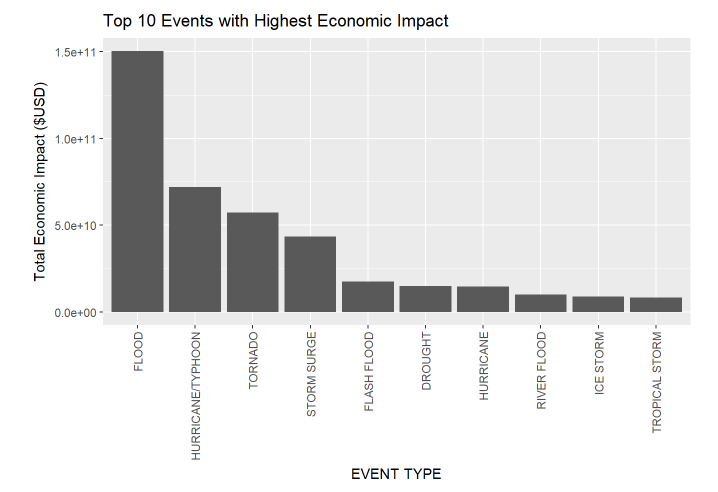 Top 10 Events with Highest Economic Impact
Total Economic Impact ($USD)
1.5e+11
1.0e+11
5.0e+10
0.0e+00
FLOOD
HURRICANE/TYPHOON
TORNADO
STORM SURGE
FLASH FLOOD
DROUGHT
HURRICANE
RIVER FLOOD
ICE STORM
TROPICAL STORM
EVENT TYPE